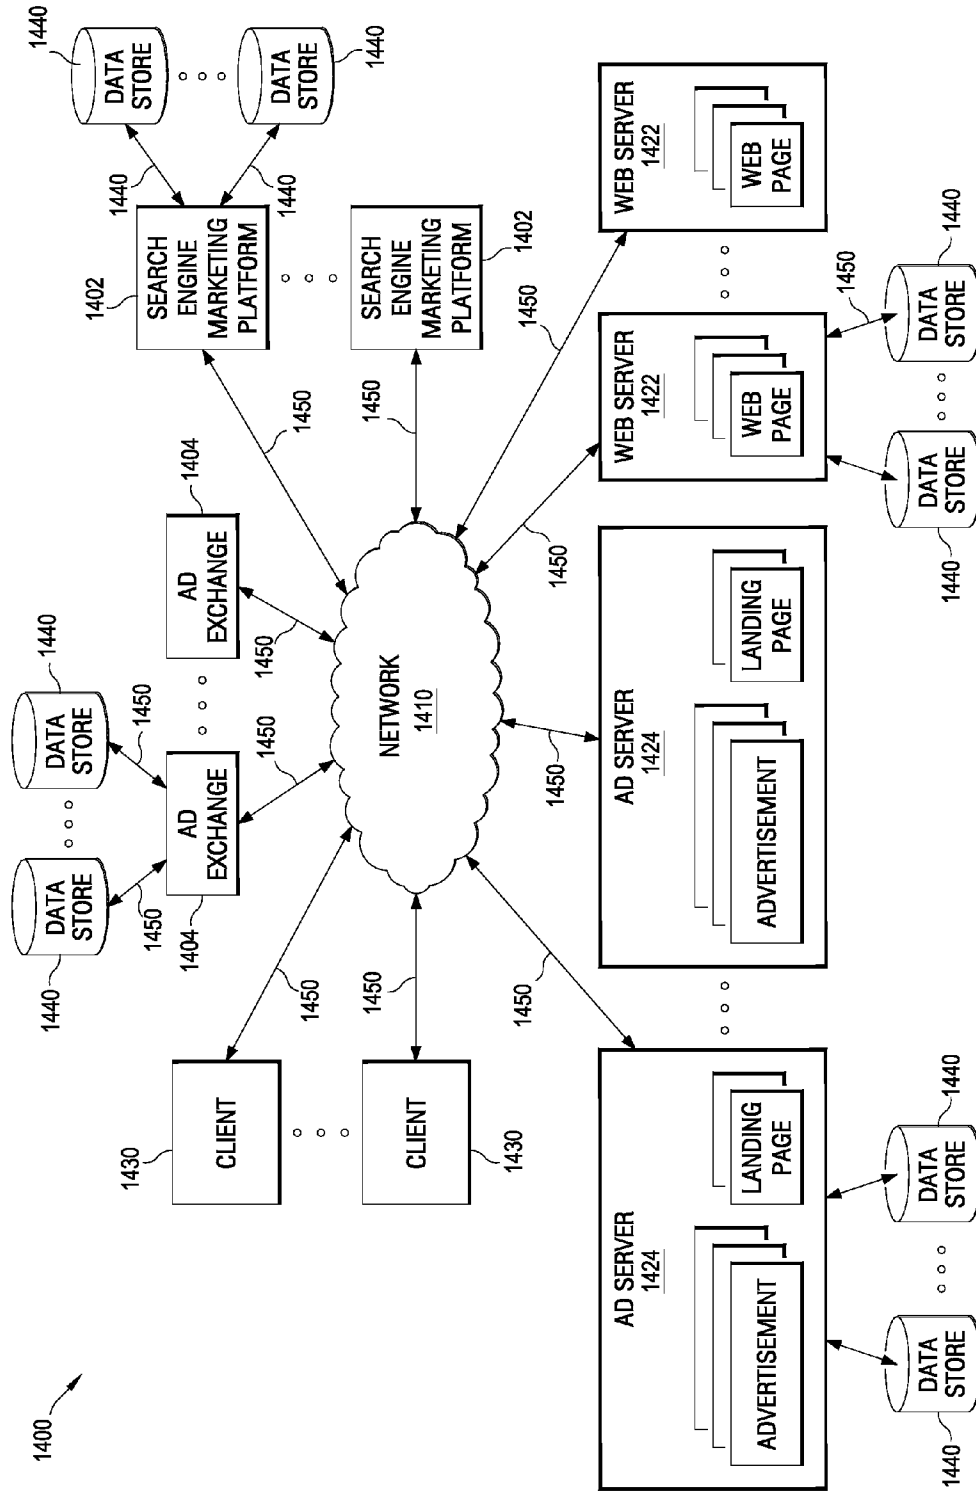 1400
1440
DATA
STORE
DATA
STORE
1440
1450
1450
1404
AD
EXCHANGE
AD
EXCHANGE
1404
1440
DATA
STORE
DATA
STORE
1440
1440
1440
1402
SEARCH
ENGINE
MARKETING
PLATFORM
SEARCH
ENGINE
MARKETING
PLATFORM
1402
1430
CLIENT
CLIENT
1430
1450
1450
1450
1450
1450
1450
NETWORK
1410
1450
1450
1450
1450
AD SERVER
1424
ADVERTISEMENT
LANDING
PAGE
AD SERVER
1424
ADVERTISEMENT
LANDING
PAGE
WEB SERVER
1422
WEB
PAGE
WEB SERVER
1422
WEB
PAGE
1440
DATA
STORE
DATA
STORE
1440
1440
DATA
STORE
1450
DATA
STORE
1440